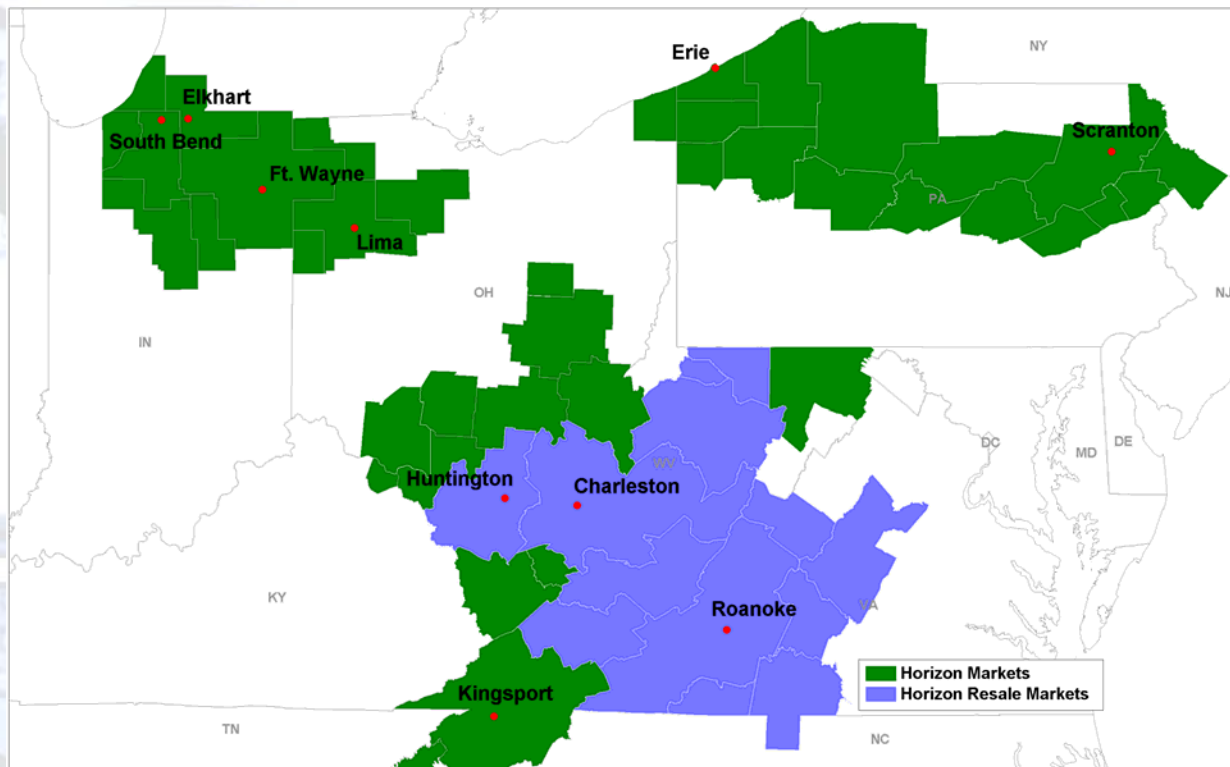 NY
Erie
Elkhart
Scranton
South Bend
Ft. Wayne
PA
Lima
OH
NJ
IN
DC
MD
DE
WV
Huntington
Charleston
KY
VA
Roanoke
Horizon Markets
Horizon Resale Markets
Kingsport
TN
NC